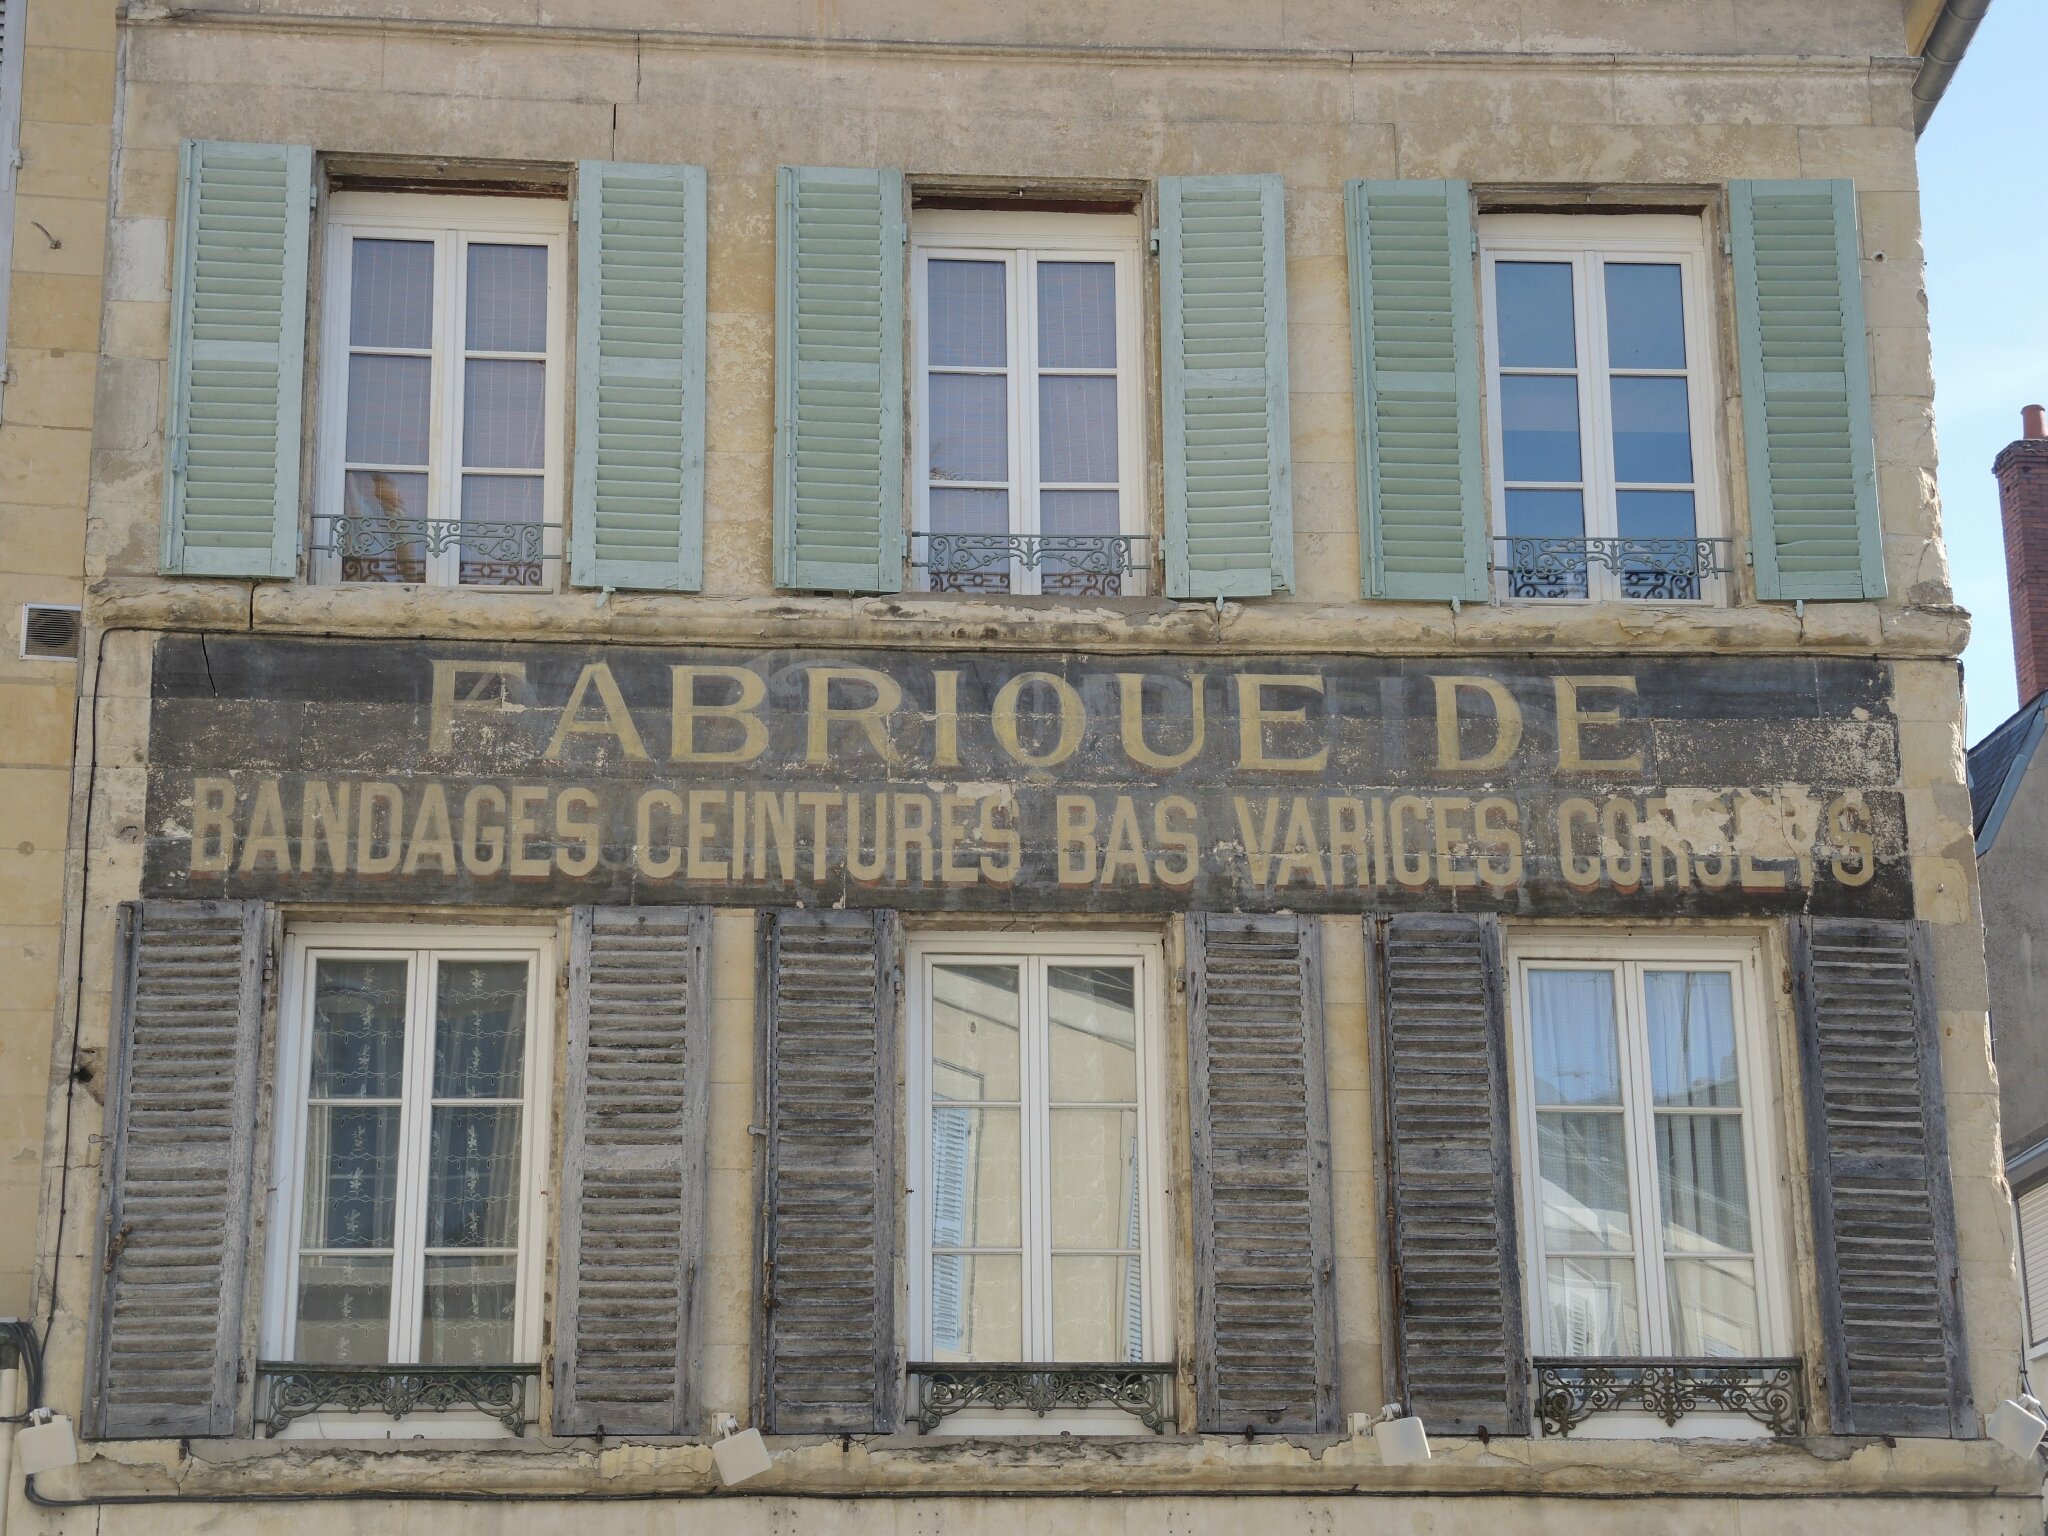 FABRIQUE DE
BANDAGES CEINTURES BAS VARICES CORSETS